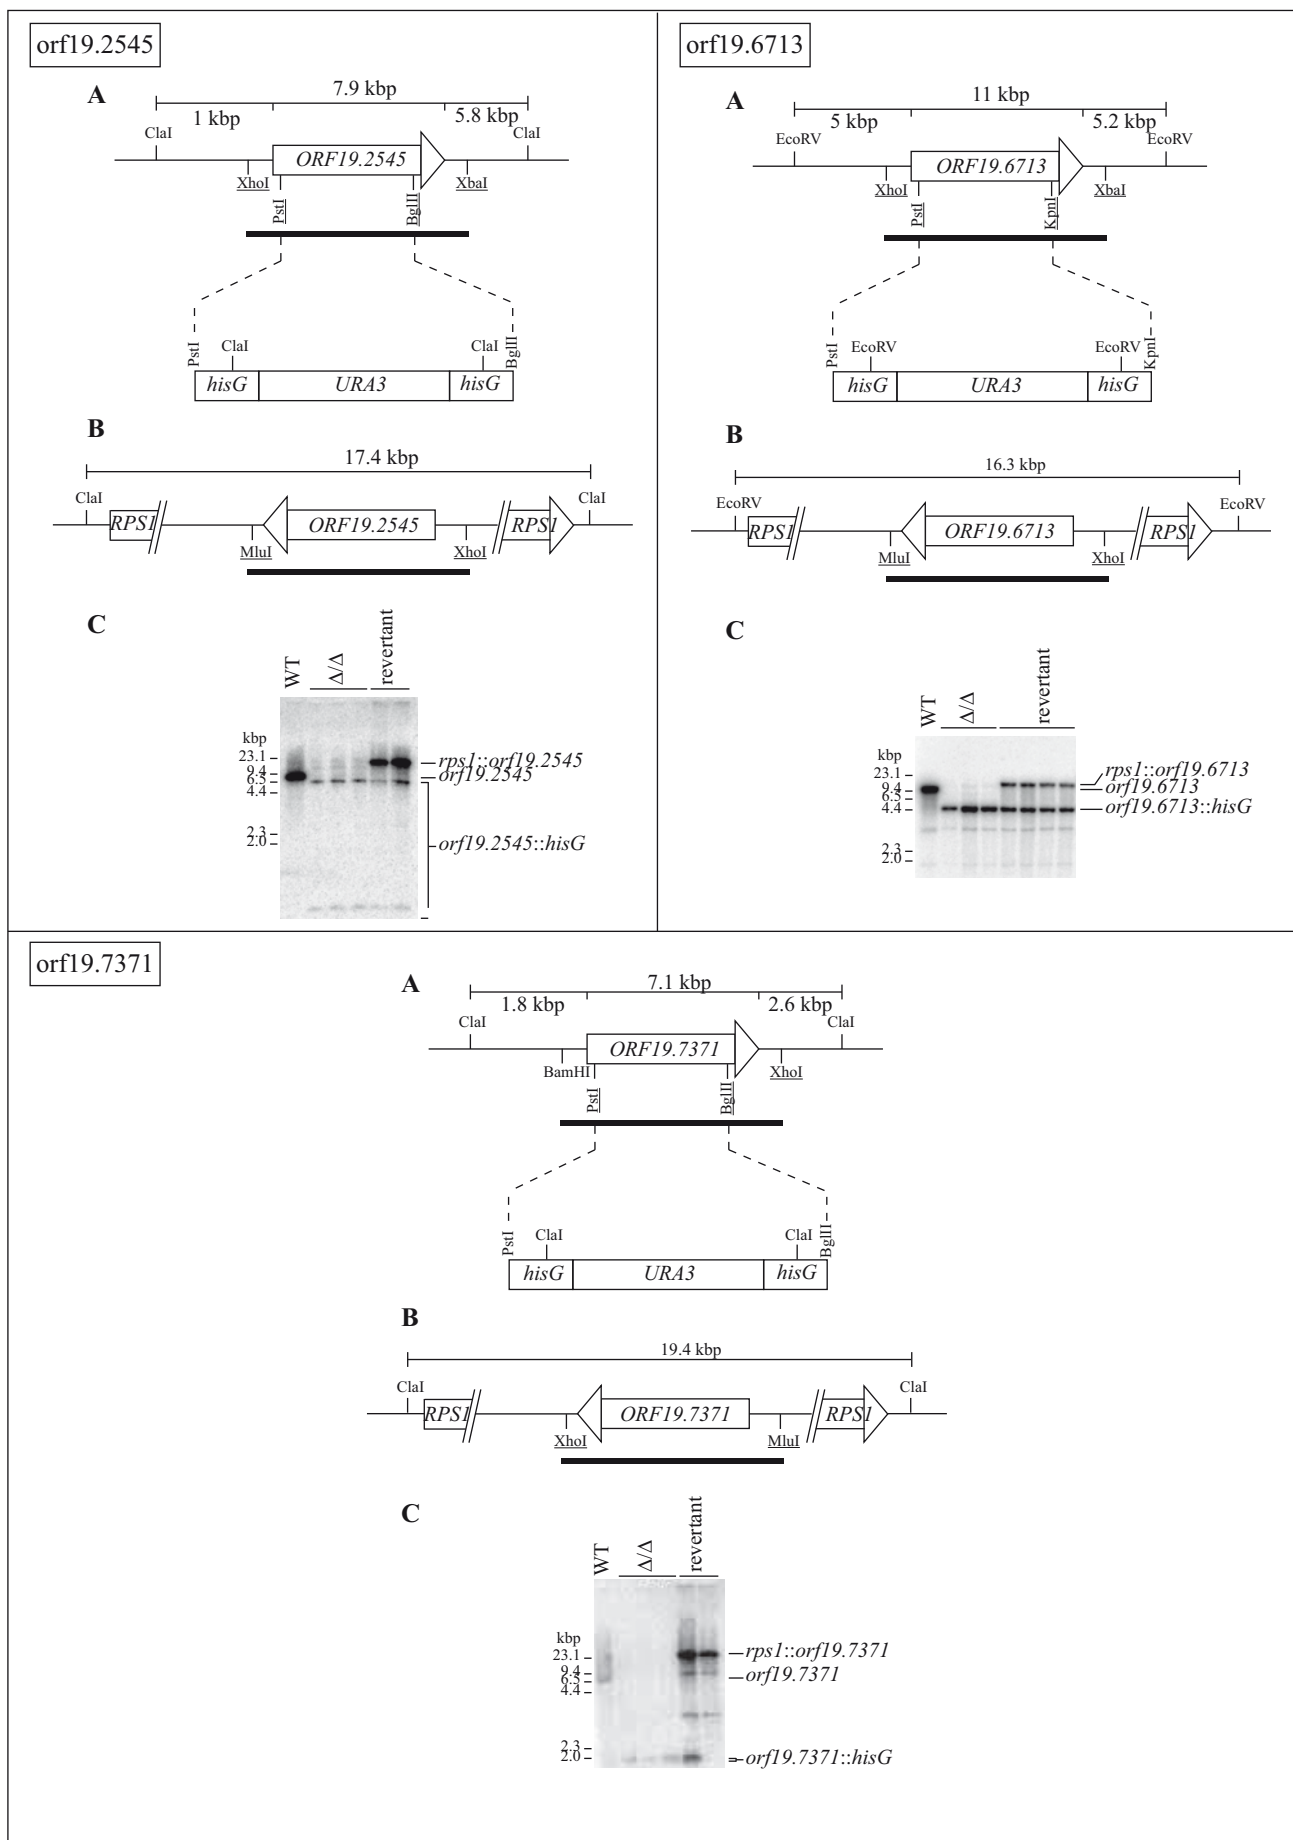 orf19.2545
A
7.9 kbp
1 kbp
5.8 kbp
ClaI
ClaI
ORF19.2545
XhoI
XbaI
PstI
BglII
PstI
ClaI
ClaI
BglII
hisG
URA3
hisG
B
17.4 kbp
ClaI
ClaI
RPS1
ORF19.2545
RPS1
MluI
XhoI
C
WT
Δ/Δ
revertant
kbp
23.1
9.4
6.5
4.4
2.3
2.0
rps1::orf19.2545
orf19.2545
orf19.2545::hisG
orf19.6713
A
11 kbp
5 kbp
5.2 kbp
EcoRV
EcoRV
ORF19.6713
XhoI
XbaI
PstI
KpnI
PstI
EcoRV
EcoRV
KpnI
hisG
URA3
hisG
B
16.3 kbp
EcoRV
EcoRV
RPS1
ORF19.6713
RPS1
MluI
XhoI
C
WT
Δ/Δ
revertant
kbp
23.1
9.4
6.5
4.4
2.3
2.0
rps1::orf19.6713
orf19.6713
orf19.6713::hisG
orf19.7371
A
7.1 kbp
1.8 kbp
2.6 kbp
ClaI
ClaI
ORF19.7371
BamHI
XhoI
PstI
BglII
PstI
ClaI
ClaI
BglII
hisG
URA3
hisG
B
19.4 kbp
ClaI
ClaI
RPS1
ORF19.7371
RPS1
XhoI
MluI
C
WT
Δ/Δ
revertant
kbp
23.1
9.4
6.5
4.4
2.3
2.0
rps1::orf19.7371
orf19.7371
orf19.7371::hisG